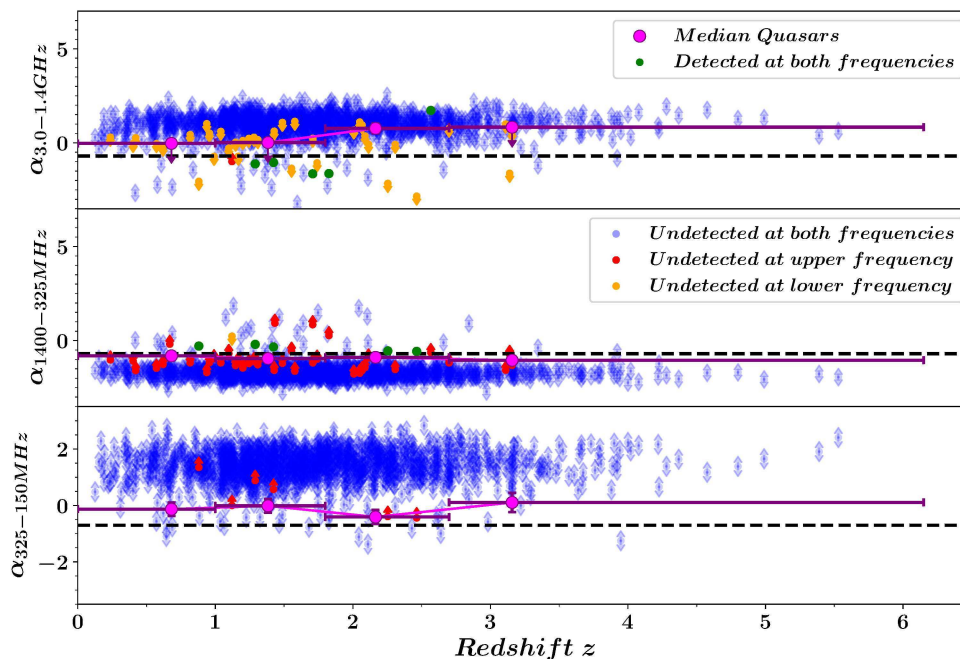 α3.0−1.4GHz
5
0
Median Quasars
Detected at both frequencies
α1400−325MHz
5
0
Undetected at both frequencies
Undetected at upper frequency
Undetected at lower frequency
α325−150MHz
2
0
−2
0 1 2 3 4 5 6
Redshift z